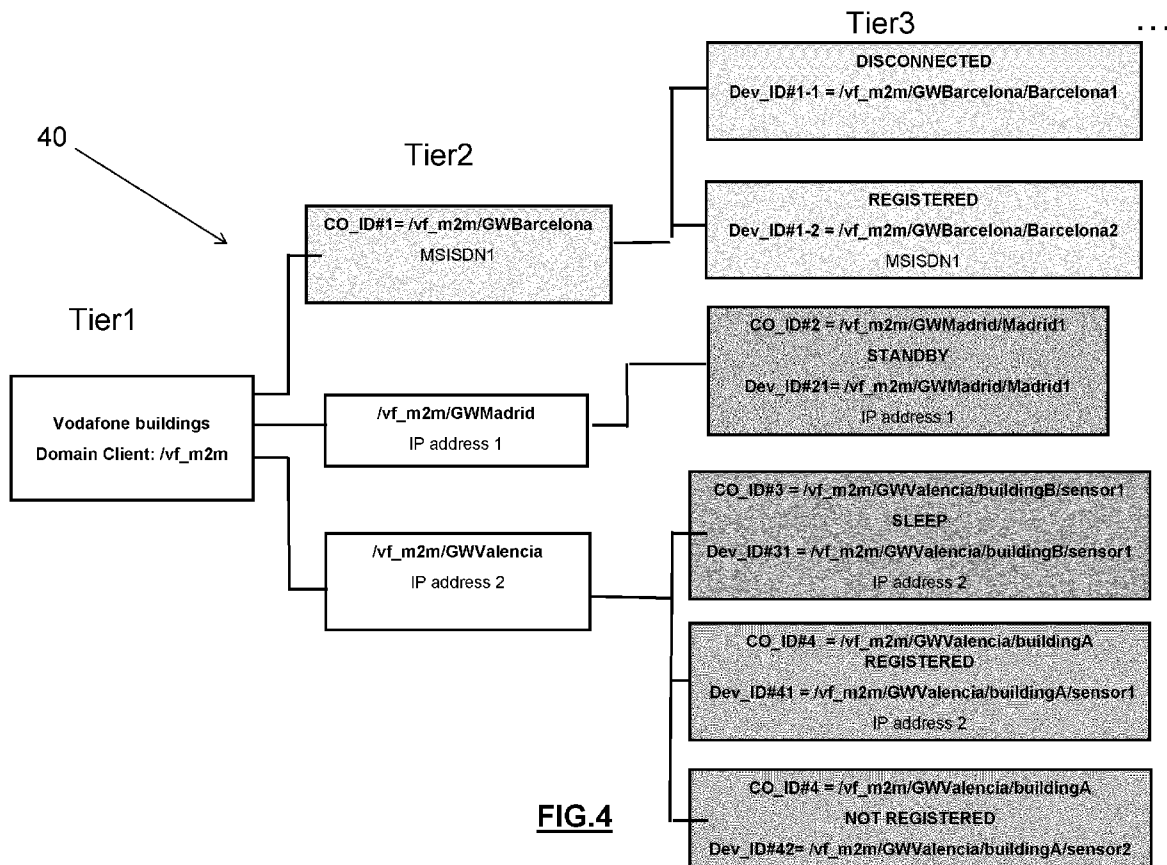 Tier3
...
DISCONNECTED
Dev_ID#1-1 = /vf_m2m/GWBarcelona/Barcelona1
40
Tier2
REGISTERED
Dev_ID#1-2 = /vf_m2m/GWBarcelona/Barcelona2
MSISDN1
CO_ID#1= /vf_m2m/GWBarcelona
MSISDN1
Tier1
Vodafone buildings
Domain Client: /vf_m2m
/vf_m2m/GWMadrid
IP address 1
CO_ID#2 = /vf_m2m/GWMadrid/Madrid1
STANDBY
Dev_ID#21= /vf_m2m/GWMadrid/Madrid1
IP address 1
/vf_m2m/GWValencia
IP address 2
CO_ID#3 = /vf_m2m/GWValencia/buildingB/sensor1
SLEEP
Dev_ID#31 = /vf_m2m/GWValencia/buildingB/sensor1
IP address 2
CO_ID#4 = /vf_m2m/GWValencia/buildingA
REGISTERED
Dev_ID#41 = /vf_m2m/GWValencia/buildingA/sensor1
IP address 2
CO_ID#4 = /vf_m2m/GWValencia/buildingA
NOT REGISTERED
Dev_ID#42= /vf_m2m/GWValencia/buildingA/sensor2
FIG.4